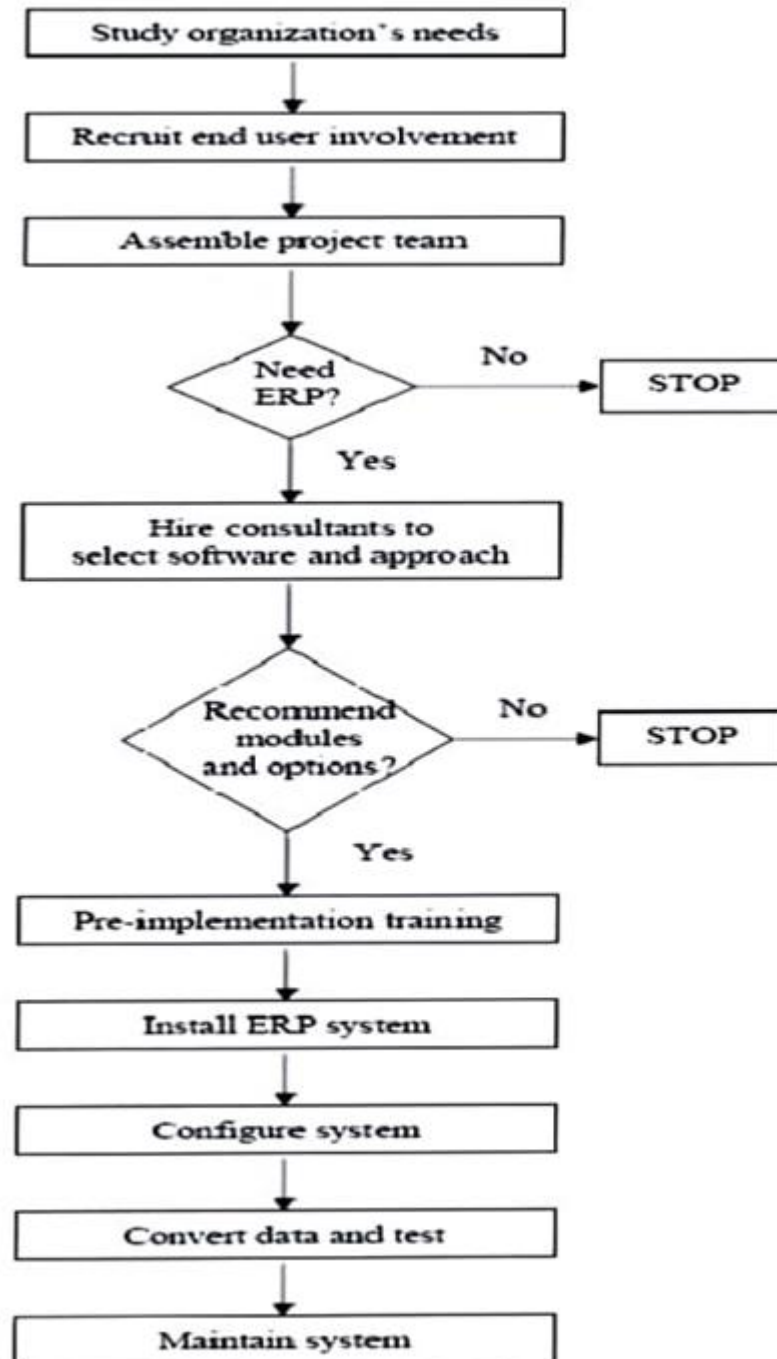 Study organization`s needs
Recruit end user involvement
Assemble project team
Need
ERP?
No
STOP
Yes
Hire consultants to
select software and approach
Recommend
modules
and options?
No
STOP
Yes
Pre-implementation training
Install ERP system
Configure system
Convert data and test
Maintain system